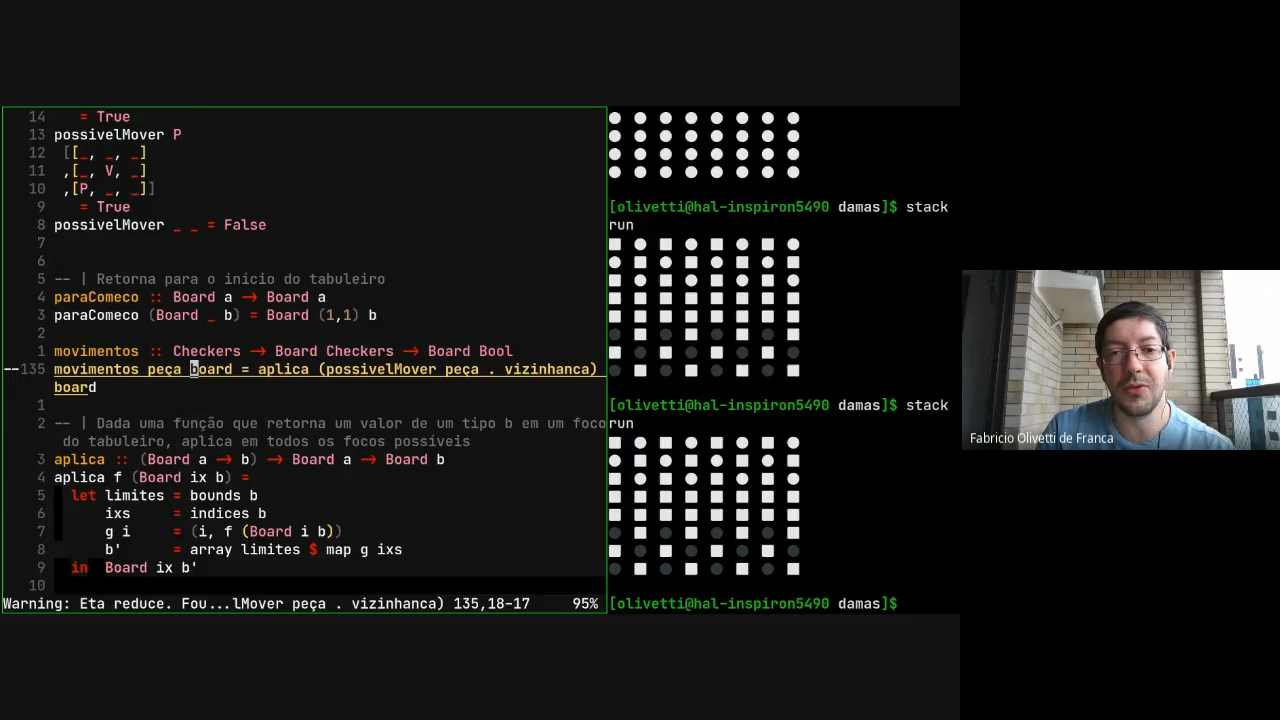 14    = True
13 possivelMover P
12  [[_, _, _]
11  ,[_, V, _]
10  ,[P, _, _]]
9    = True
8 possivelMover _ _ = False
7
6
5 -- | Retorna para o inicio do tabuleiro
4 paraComeco :: Board a → Board a
3 paraComeco (Board _ b) = Board (1,1) b
2
1 movimentos :: Checkers → Board Checkers → Board Bool
--135 movimentos peça board = aplica (possivelMover peça . vizinhanca)
board
1
2 -- | Dada uma função que retorna um valor de um tipo b em um foco
do tabuleiro, aplica em todos os focos possiveis
3 aplica :: (Board a → b) → Board a → Board b
4 aplica f (Board ix b) =
5   let limites = bounds b
6       ixs     = indices b
7       g i     = (i, f (Board i b))
8       b'      = array limites $ map g ixs
9   in  Board ix b'
10
Warning: Eta reduce. Fou...lMover peça . vizinhanca) 135,18-17 95%
[olivetti@hal-inspiron5490 damas]$ stack
run
[olivetti@hal-inspiron5490 damas]$ stack
run
[olivetti@hal-inspiron5490 damas]$
Fabricio Olivetti de Franca